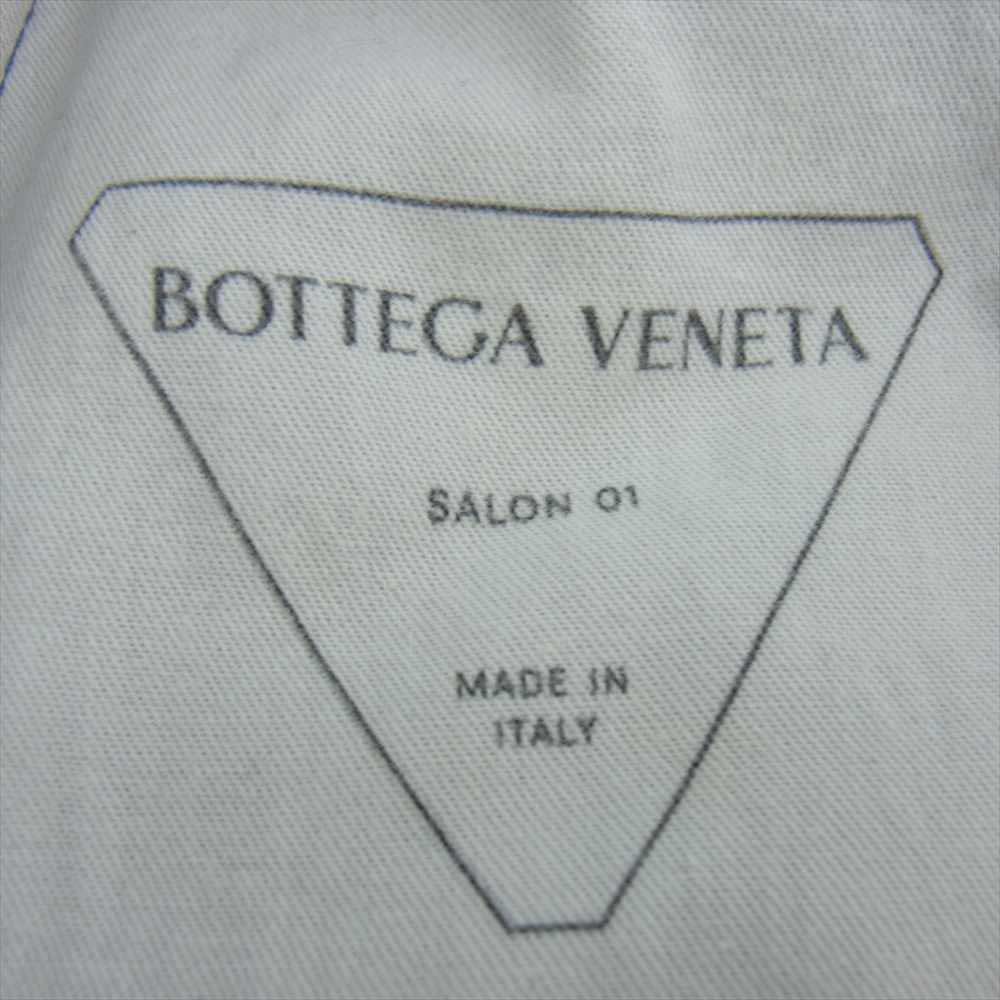 BOTTEGA VENETA
SALON 01
MADE IN
ITALY